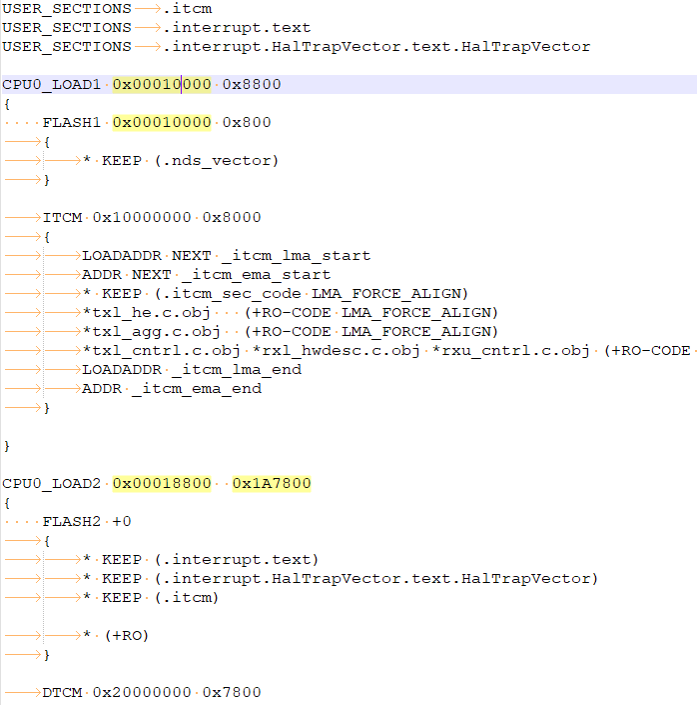 USER_SECTIONS .itcm
USER_SECTIONS .interrupt.text
USER_SECTIONS .interrupt.HalTrapVector.text.HalTrapVector
CPU0_LOAD1 0x00010000 0x8800
{
FLASH1 0x00010000 0x800
{
* KEEP (.nds_vector)
}
ITCM 0x10000000 0x8000
{
LOADADDR NEXT _itcm_lma_start
ADDR NEXT _itcm_ema_start
* KEEP (.itcm_sec_code LMA_FORCE_ALIGN)
*txl_he.c.obj (+RO-CODE LMA_FORCE_ALIGN)
*txl_agg.c.obj (+RO-CODE LMA_FORCE_ALIGN)
*txl_cntrl.c.obj *rxl_hwdesc.c.obj *rxu_cntrl.c.obj (+RO-CODE
LOADADDR _itcm_lma_end
ADDR _itcm_ema_end
}
}
CPU0_LOAD2 0x00018800 0x1A7800
{
FLASH2 +0
{
* KEEP (.interrupt.text)
* KEEP (.interrupt.HalTrapVector.text.HalTrapVector)
* KEEP (.itcm)
* (+RO)
}
DTCM 0x20000000 0x7800